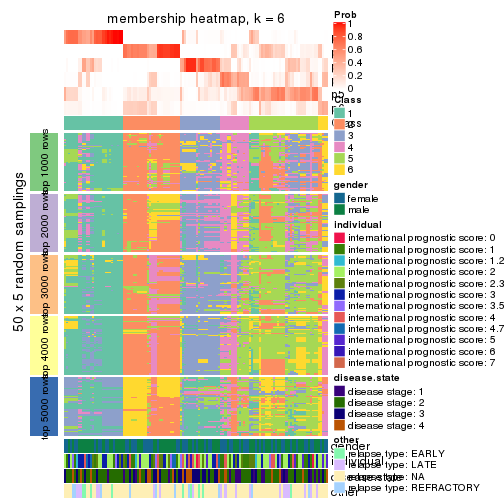 membership heatmap, k = 6
Prob
1
0.8
0.6
0.4
0.2
0
Class
1
2
3
4
5
6
gender
female
male
individual
international prognostic score: 0
international prognostic score: 1
international prognostic score: 1.2
international prognostic score: 2
international prognostic score: 2.3
international prognostic score: 3
international prognostic score: 3.5
international prognostic score: 4
international prognostic score: 4.7
international prognostic score: 5
international prognostic score: 6
international prognostic score: 7
disease.state
disease stage: 1
disease stage: 2
disease stage: 3
disease stage: 4
other
relapse type: EARLY
relapse type: LATE
relapse type: NA
relapse type: REFRACTORY
50 x 5 random samplings
top 1000 rows
top 2000 rows
top 3000 rows
top 4000 rows
top 5000 rows
gender
other